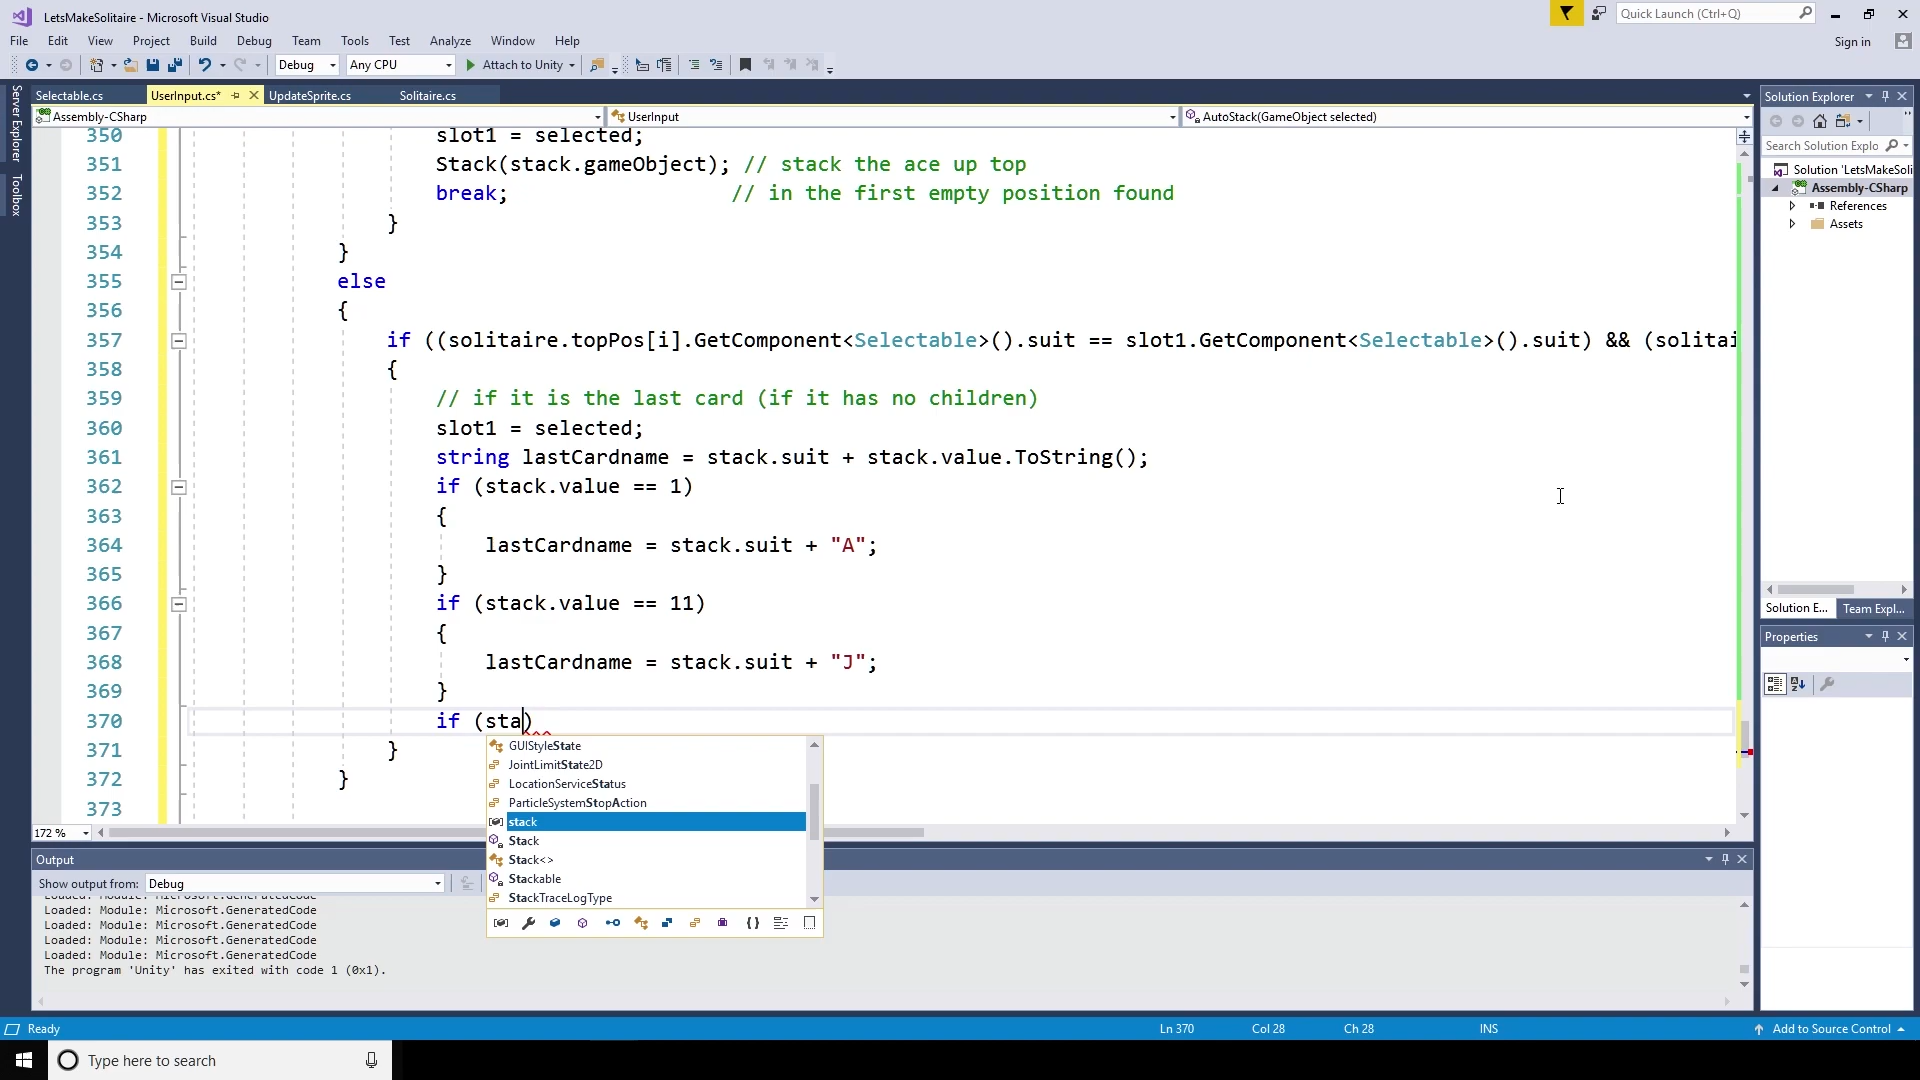 LetsMakeSolitaire - Microsoft Visual Studio
Quick Launch (Ctrl+Q)
File Edit View Project Build Debug Team Tools Test Analyze Window Help
Sign in
Debug Any CPU Attach to Unity
Server Explorer
Toolbox
Selectable.cs UserInput.cs* UpdateSprite.cs Solitaire.cs
Assembly-CSharp UserInput AutoStack(GameObject selected)
350 slot1 = selected;
351 Stack(stack.gameObject); // stack the ace up top
352 break; // in the first empty position found
353 }
354 }
355 else
356 {
357 if ((solitaire.topPos[i].GetComponent<Selectable>().suit == slot1.GetComponent<Selectable>().suit) && (solitai
358 {
359 // if it is the last card (if it has no children)
360 slot1 = selected;
361 string lastCardname = stack.suit + stack.value.ToString();
362 if (stack.value == 1)
363 {
364 lastCardname = stack.suit + "A";
365 }
366 if (stack.value == 11)
367 {
368 lastCardname = stack.suit + "J";
369 }
370 if (sta)
371 }
372 }
373
GUIStyleState
JointLimitState2D
LocationServiceStatus
ParticleSystemStopAction
stack
Stack
Stack<>
Stackable
StackTraceLogType
172 %
Output
Show output from: Debug
Loaded: Module: Microsoft.GeneratedCode
Loaded: Module: Microsoft.GeneratedCode
Loaded: Module: Microsoft.GeneratedCode
Loaded: Module: Microsoft.GeneratedCode
Loaded: Module: Microsoft.GeneratedCode
The program 'Unity' has exited with code 1 (0x1).
Solution Explorer
Search Solution Explo
Solution 'LetsMakeSoli
Assembly-CSharp
References
Assets
Solution E... Team Expl...
Properties
Ready Ln 370 Col 28 Ch 28 INS Add to Source Control
Type here to search